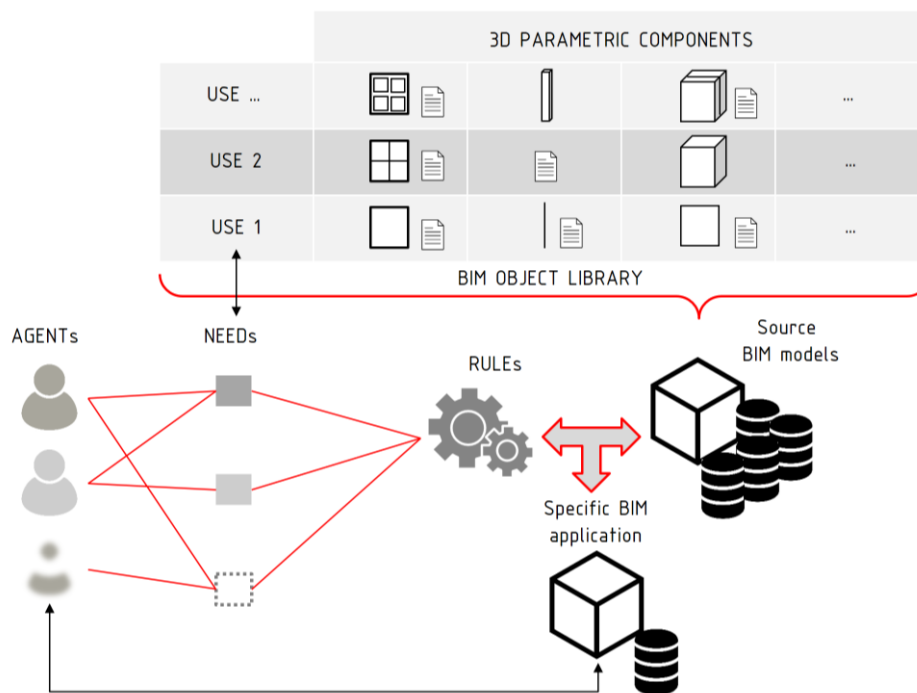 3D PARAMETRIC COMPONENTS
USE ...
...
USE 2
...
USE 1
...
BIM OBJECT LIBRARY
AGENTs
NEEDs
RULEs
Source
BIM models
Specific BIM
application